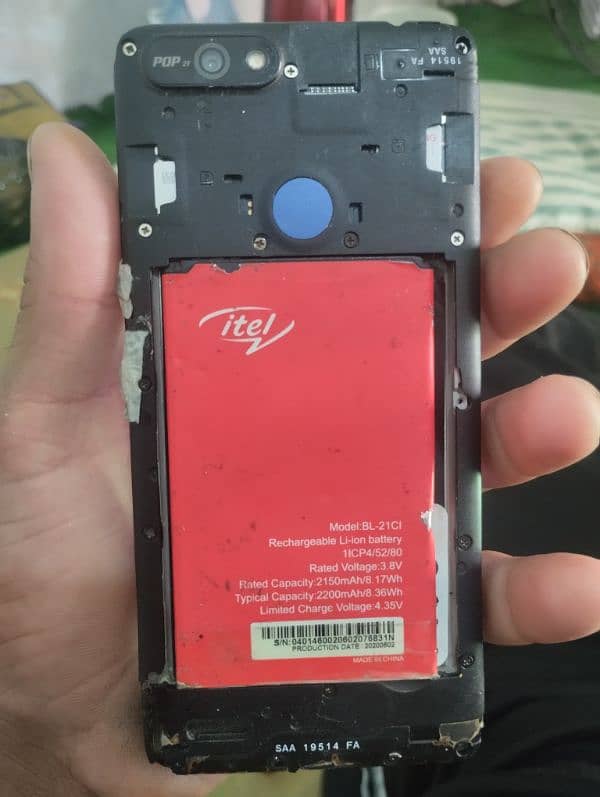 POP 2F
19514 FA
SAA
itel
Model:BL-21CI
Rechargeable Li-ion battery
1ICP4/52/80
Rated Voltage:3.8V
Rated Capacity:2150mAh/8.17Wh
Typical Capacity:2200mAh/8.36Wh
Limited Charge Voltage:4.35V
S/N:0401460020602076831N
PRODUCTION DATE: 20200602
MADE IN CHINA
SAA 19514 FA